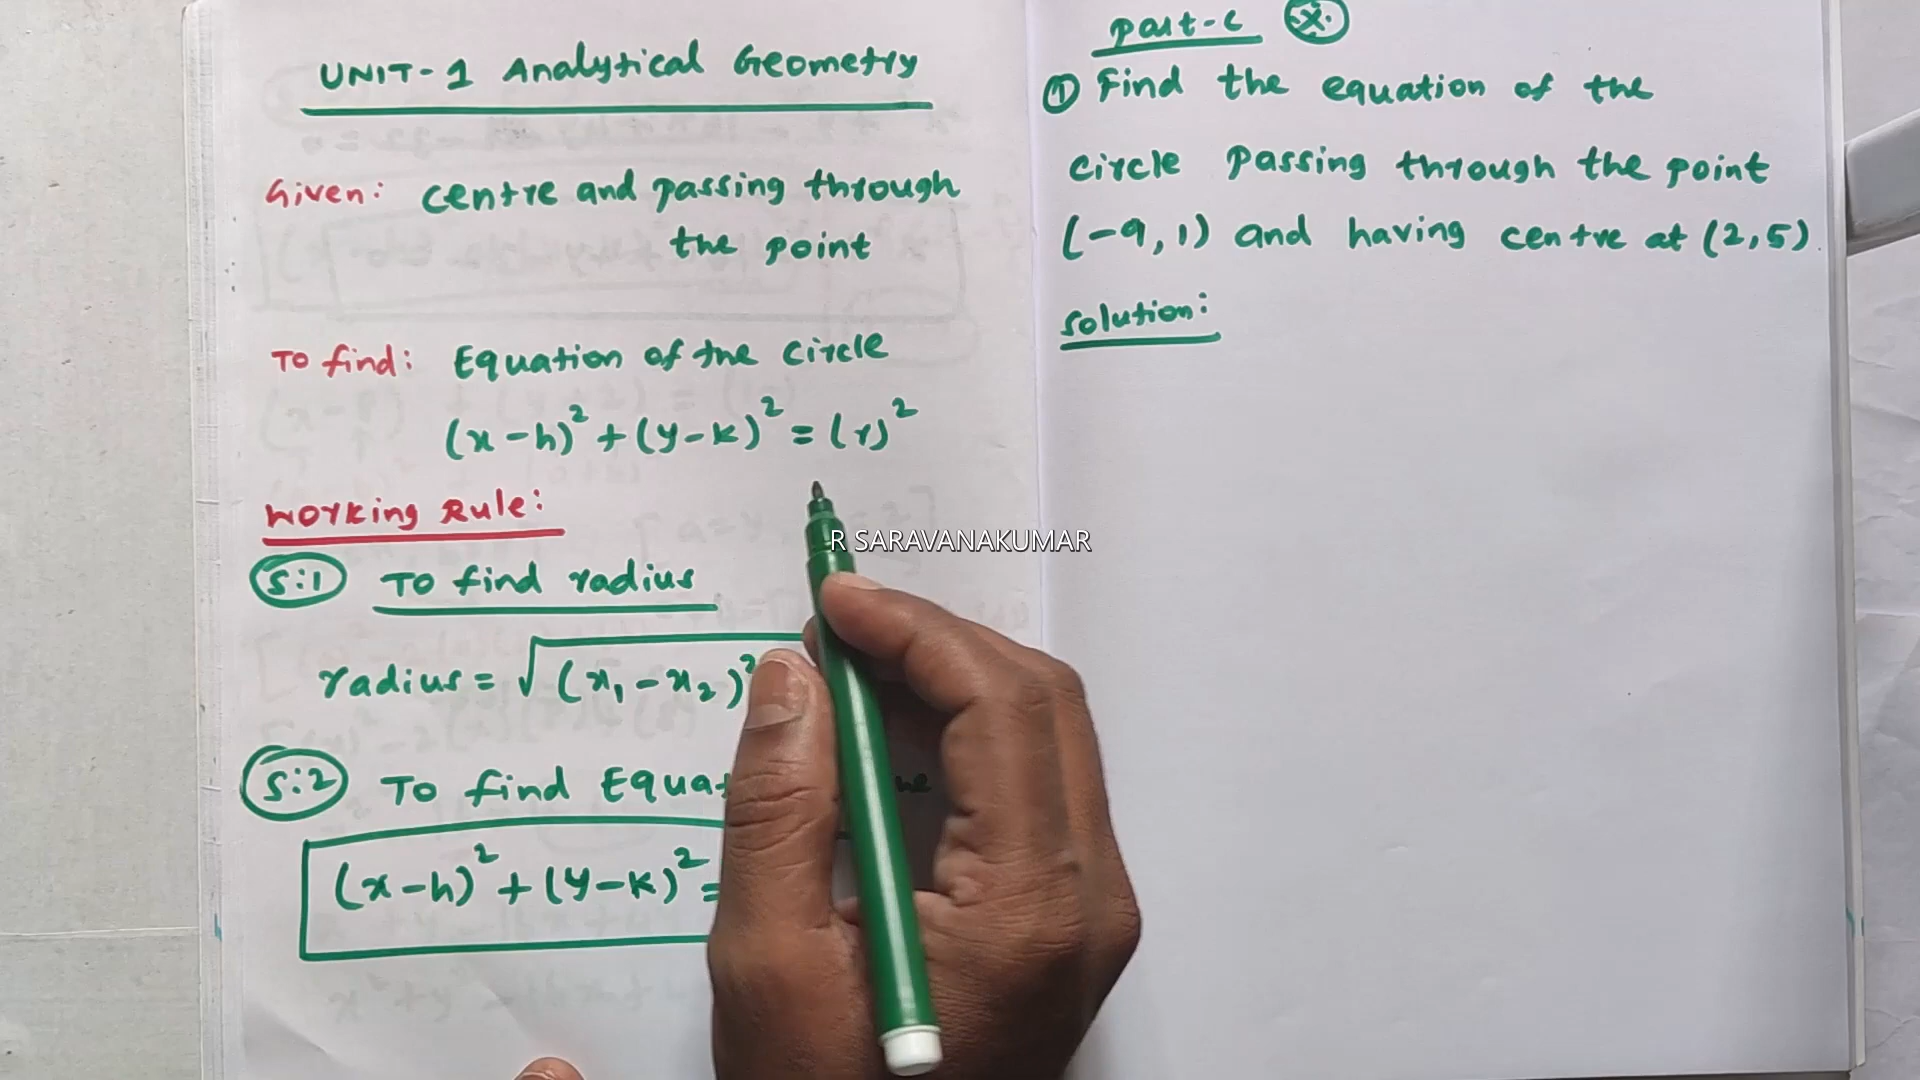 UNIT-1 Analytical Geometry
Given: centre and passing through
the point
To find: Equation of the circle
(x-h)² + (y-k)² = (r)²
Working Rule:
S:1 To find radius
radius = √(x₁-x₂)²
S:2 To find Equat
(x-h)² + (y-k)² =
Part-C X.
① Find the equation of the
circle passing through the point
(-9,1) and having centre at (2,5).
Solution:
R SARAVANAKUMAR